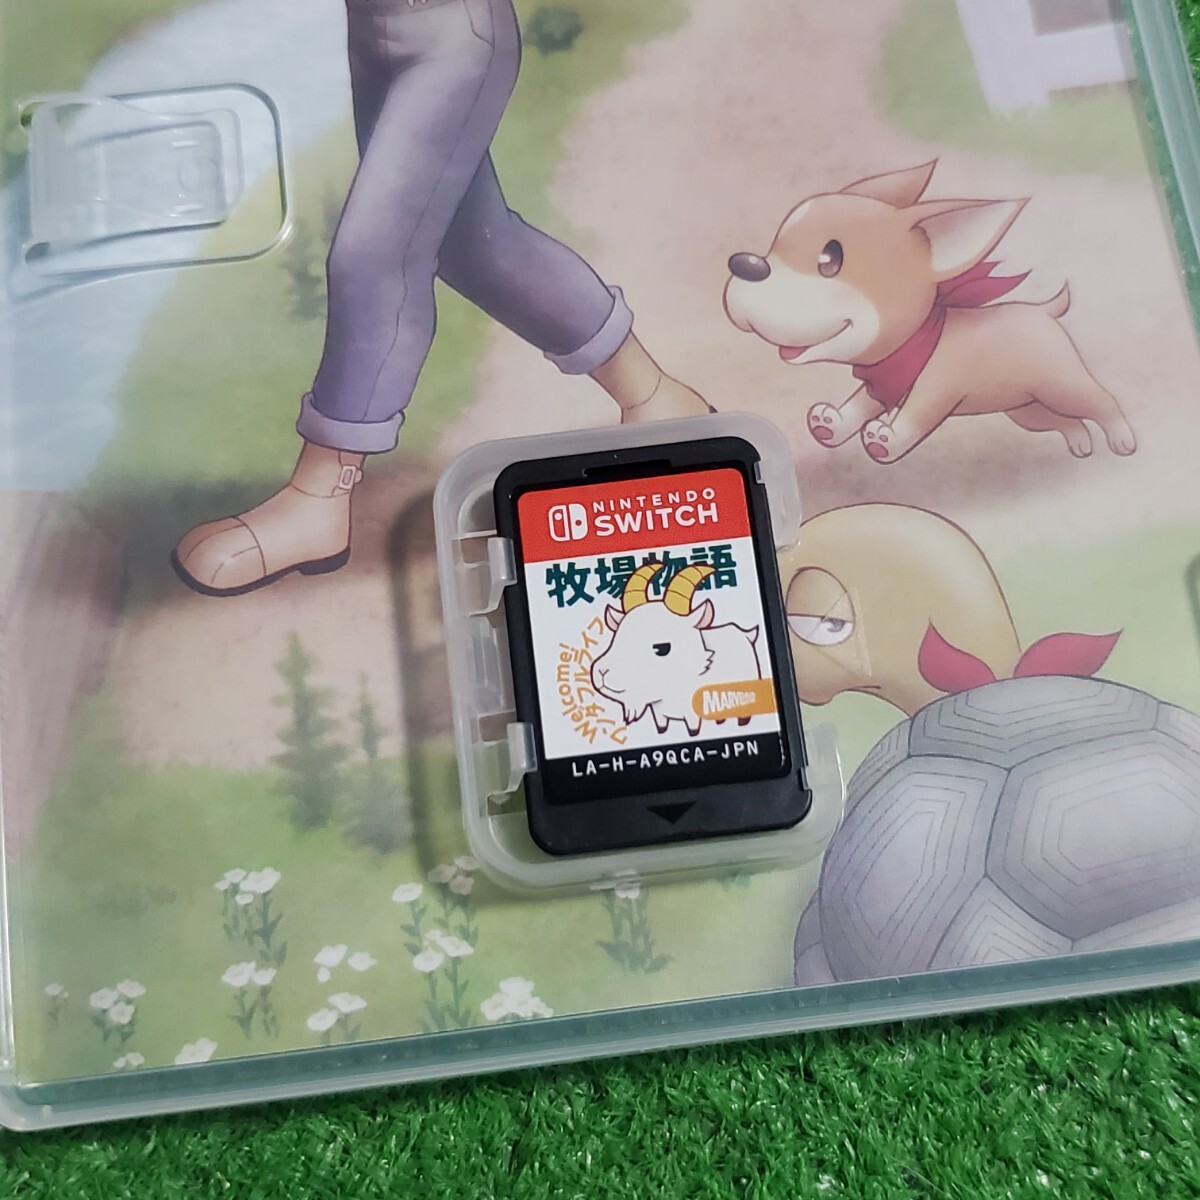 NINTENDO
SWITCH
牧場物語
Welcome!
ワンダフルライフ
MARVELOUS
LA-H-A9QCA-JPN